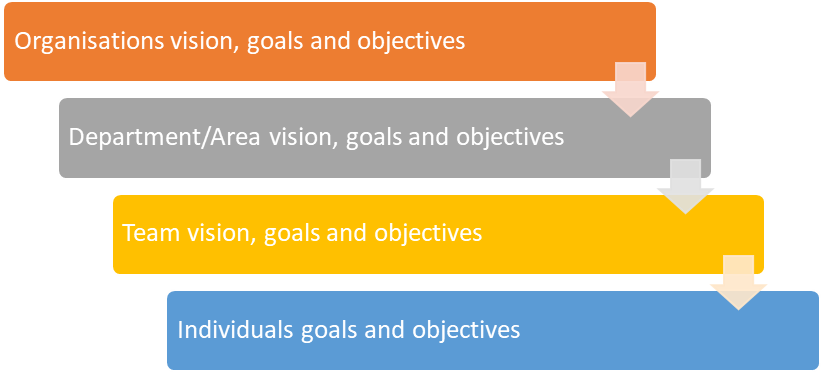 Organisations vision, goals and objectives
Department/Area vision, goals and objectives
Team vision, goals and objectives
Individuals goals and objectives